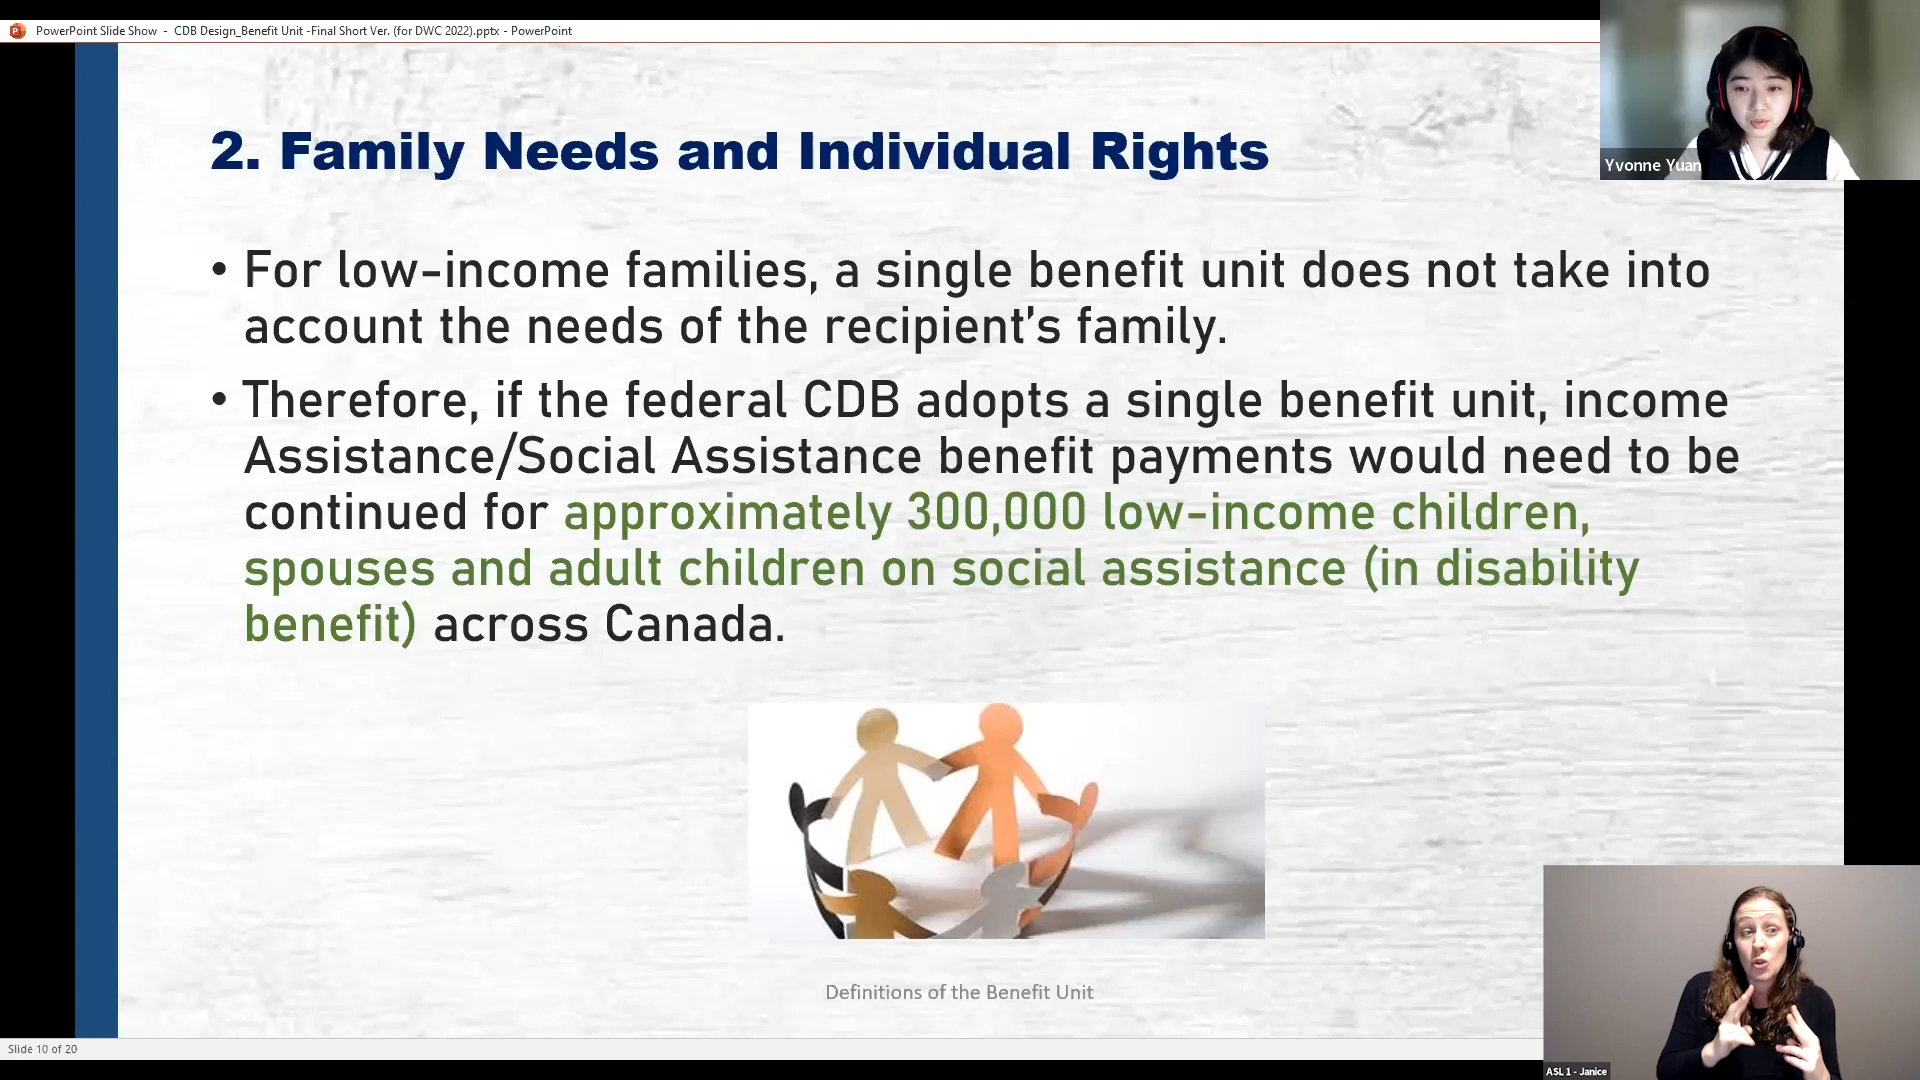 PowerPoint Slide Show - CDB Design_Benefit Unit -Final Short Ver. (for DWC 2022).pptx - PowerPoint
Yvonne Yuan
2. Family Needs and Individual Rights
• For low-income families, a single benefit unit does not take into
account the needs of the recipient’s family.
• Therefore, if the federal CDB adopts a single benefit unit, income
Assistance/Social Assistance benefit payments would need to be
continued for approximately 300,000 low-income children,
spouses and adult children on social assistance (in disability
benefit) across Canada.
Definitions of the Benefit Unit
Slide 10 of 20
ASL 1 - Janice